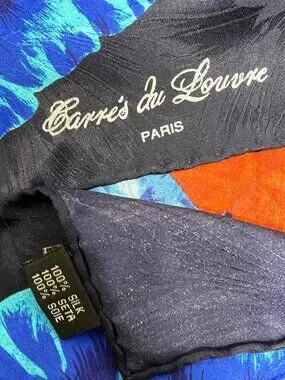 Carrés du Louvre
PARIS
100% SILK
100% SETA
100% SOIE